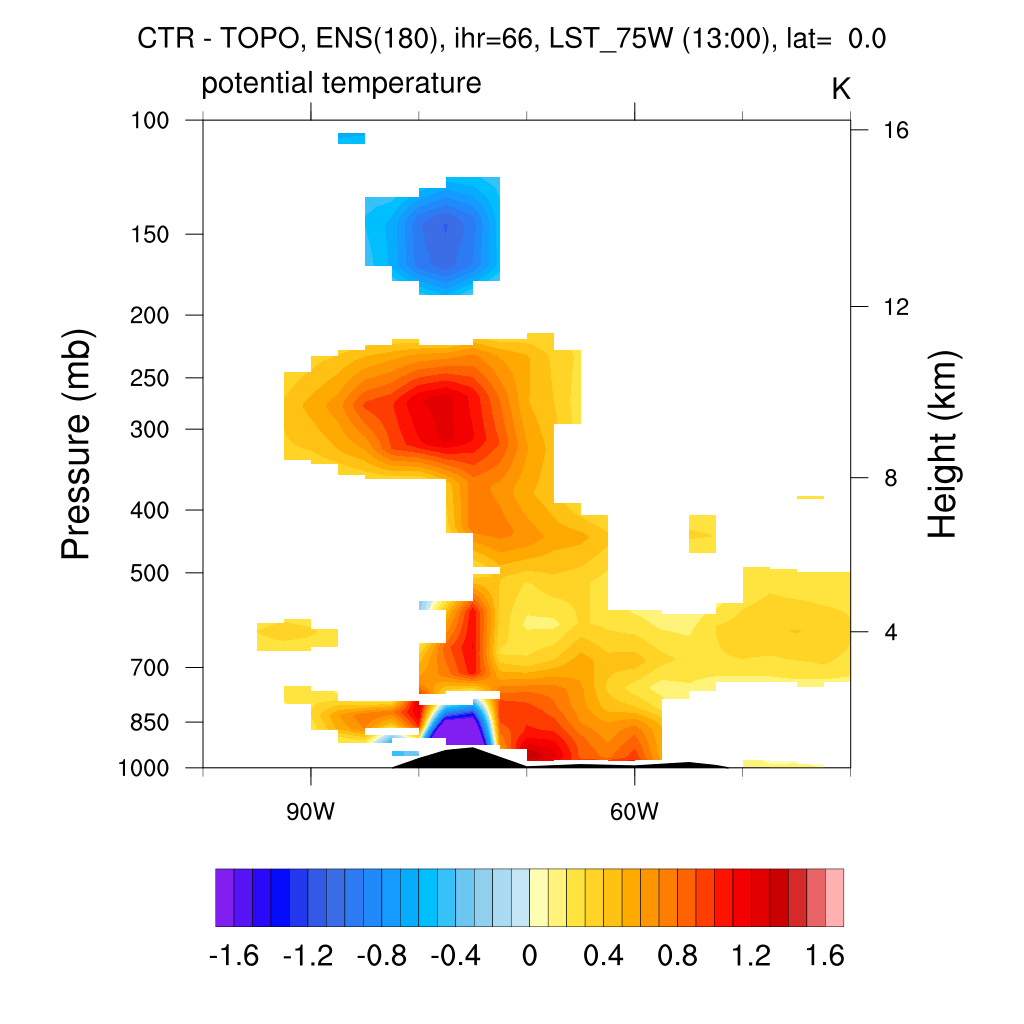 CTR - TOPO, ENS(180), ihr=66, LST_75W (13:00), lat=  0.0
potential temperature
K
100
150
200
250
300
400
500
700
850
1000
Pressure (mb)
16
12
8
4
Height (km)
90W
60W
-1.6 -1.2 -0.8 -0.4 0 0.4 0.8 1.2 1.6